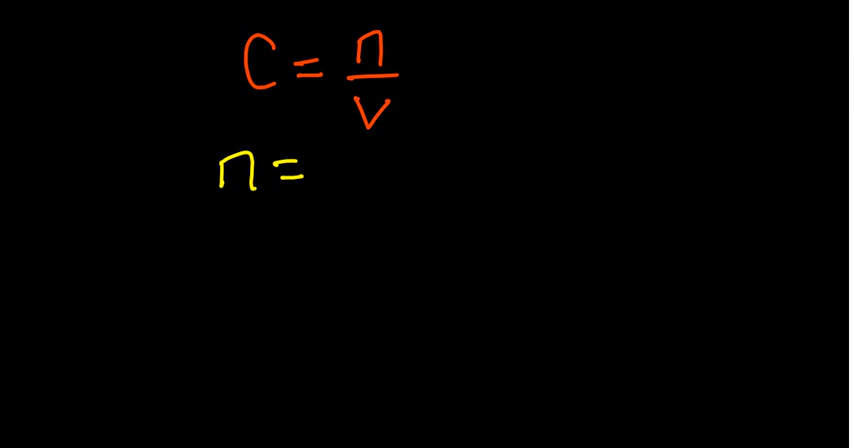 C = n/V
n =